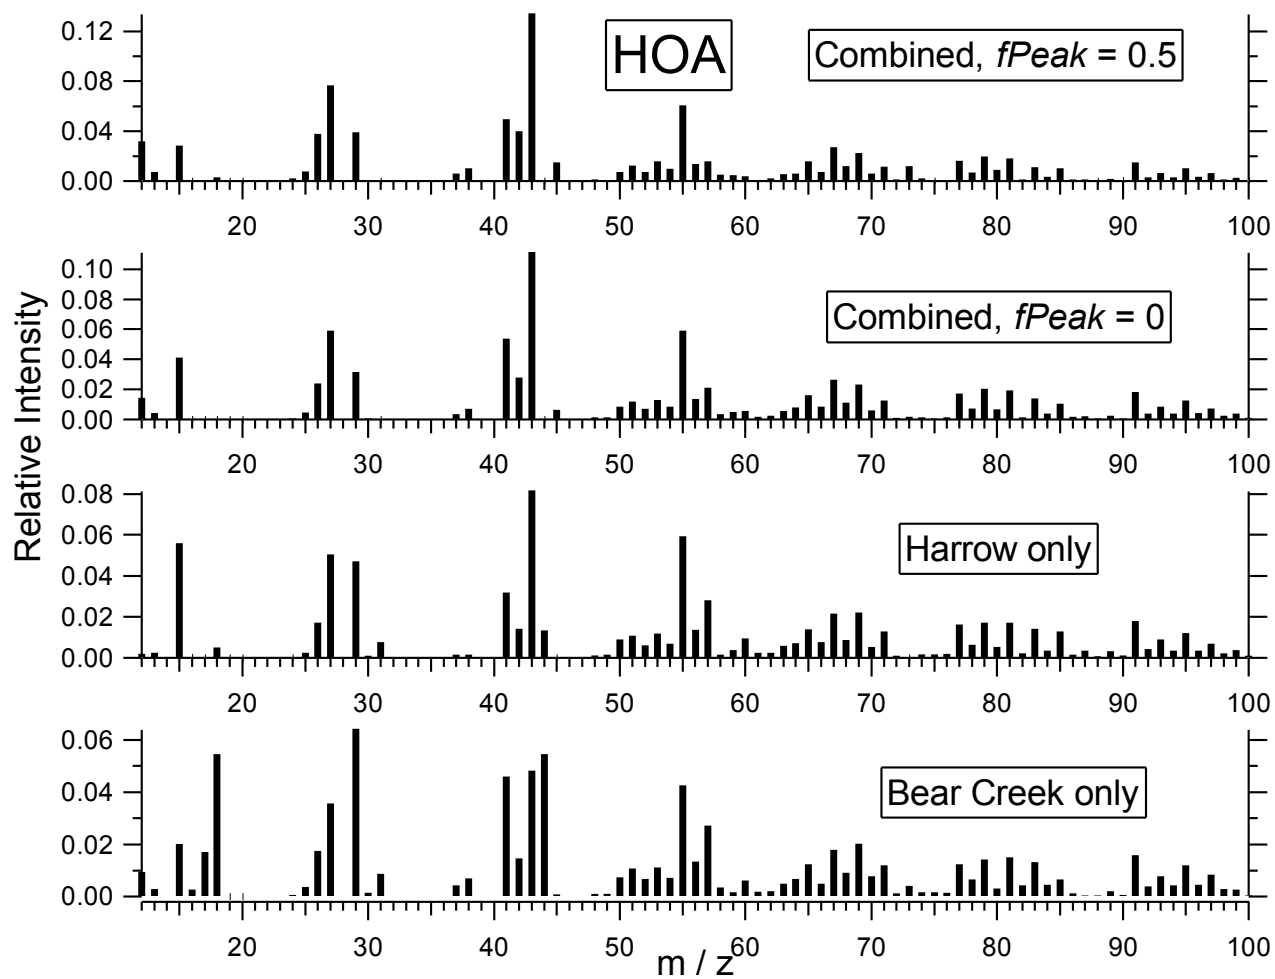 HOA
Combined, fPeak = 0.5
0.12
0.08
0.04
0.00
20 30 40 50 60 70 80 90 100
Combined, fPeak = 0
0.10
0.08
0.06
0.04
0.02
0.00
20 30 40 50 60 70 80 90 100
Relative Intensity
Harrow only
0.08
0.06
0.04
0.02
0.00
20 30 40 50 60 70 80 90 100
Bear Creek only
0.06
0.04
0.02
0.00
20 30 40 50 60 70 80 90 100
m / z